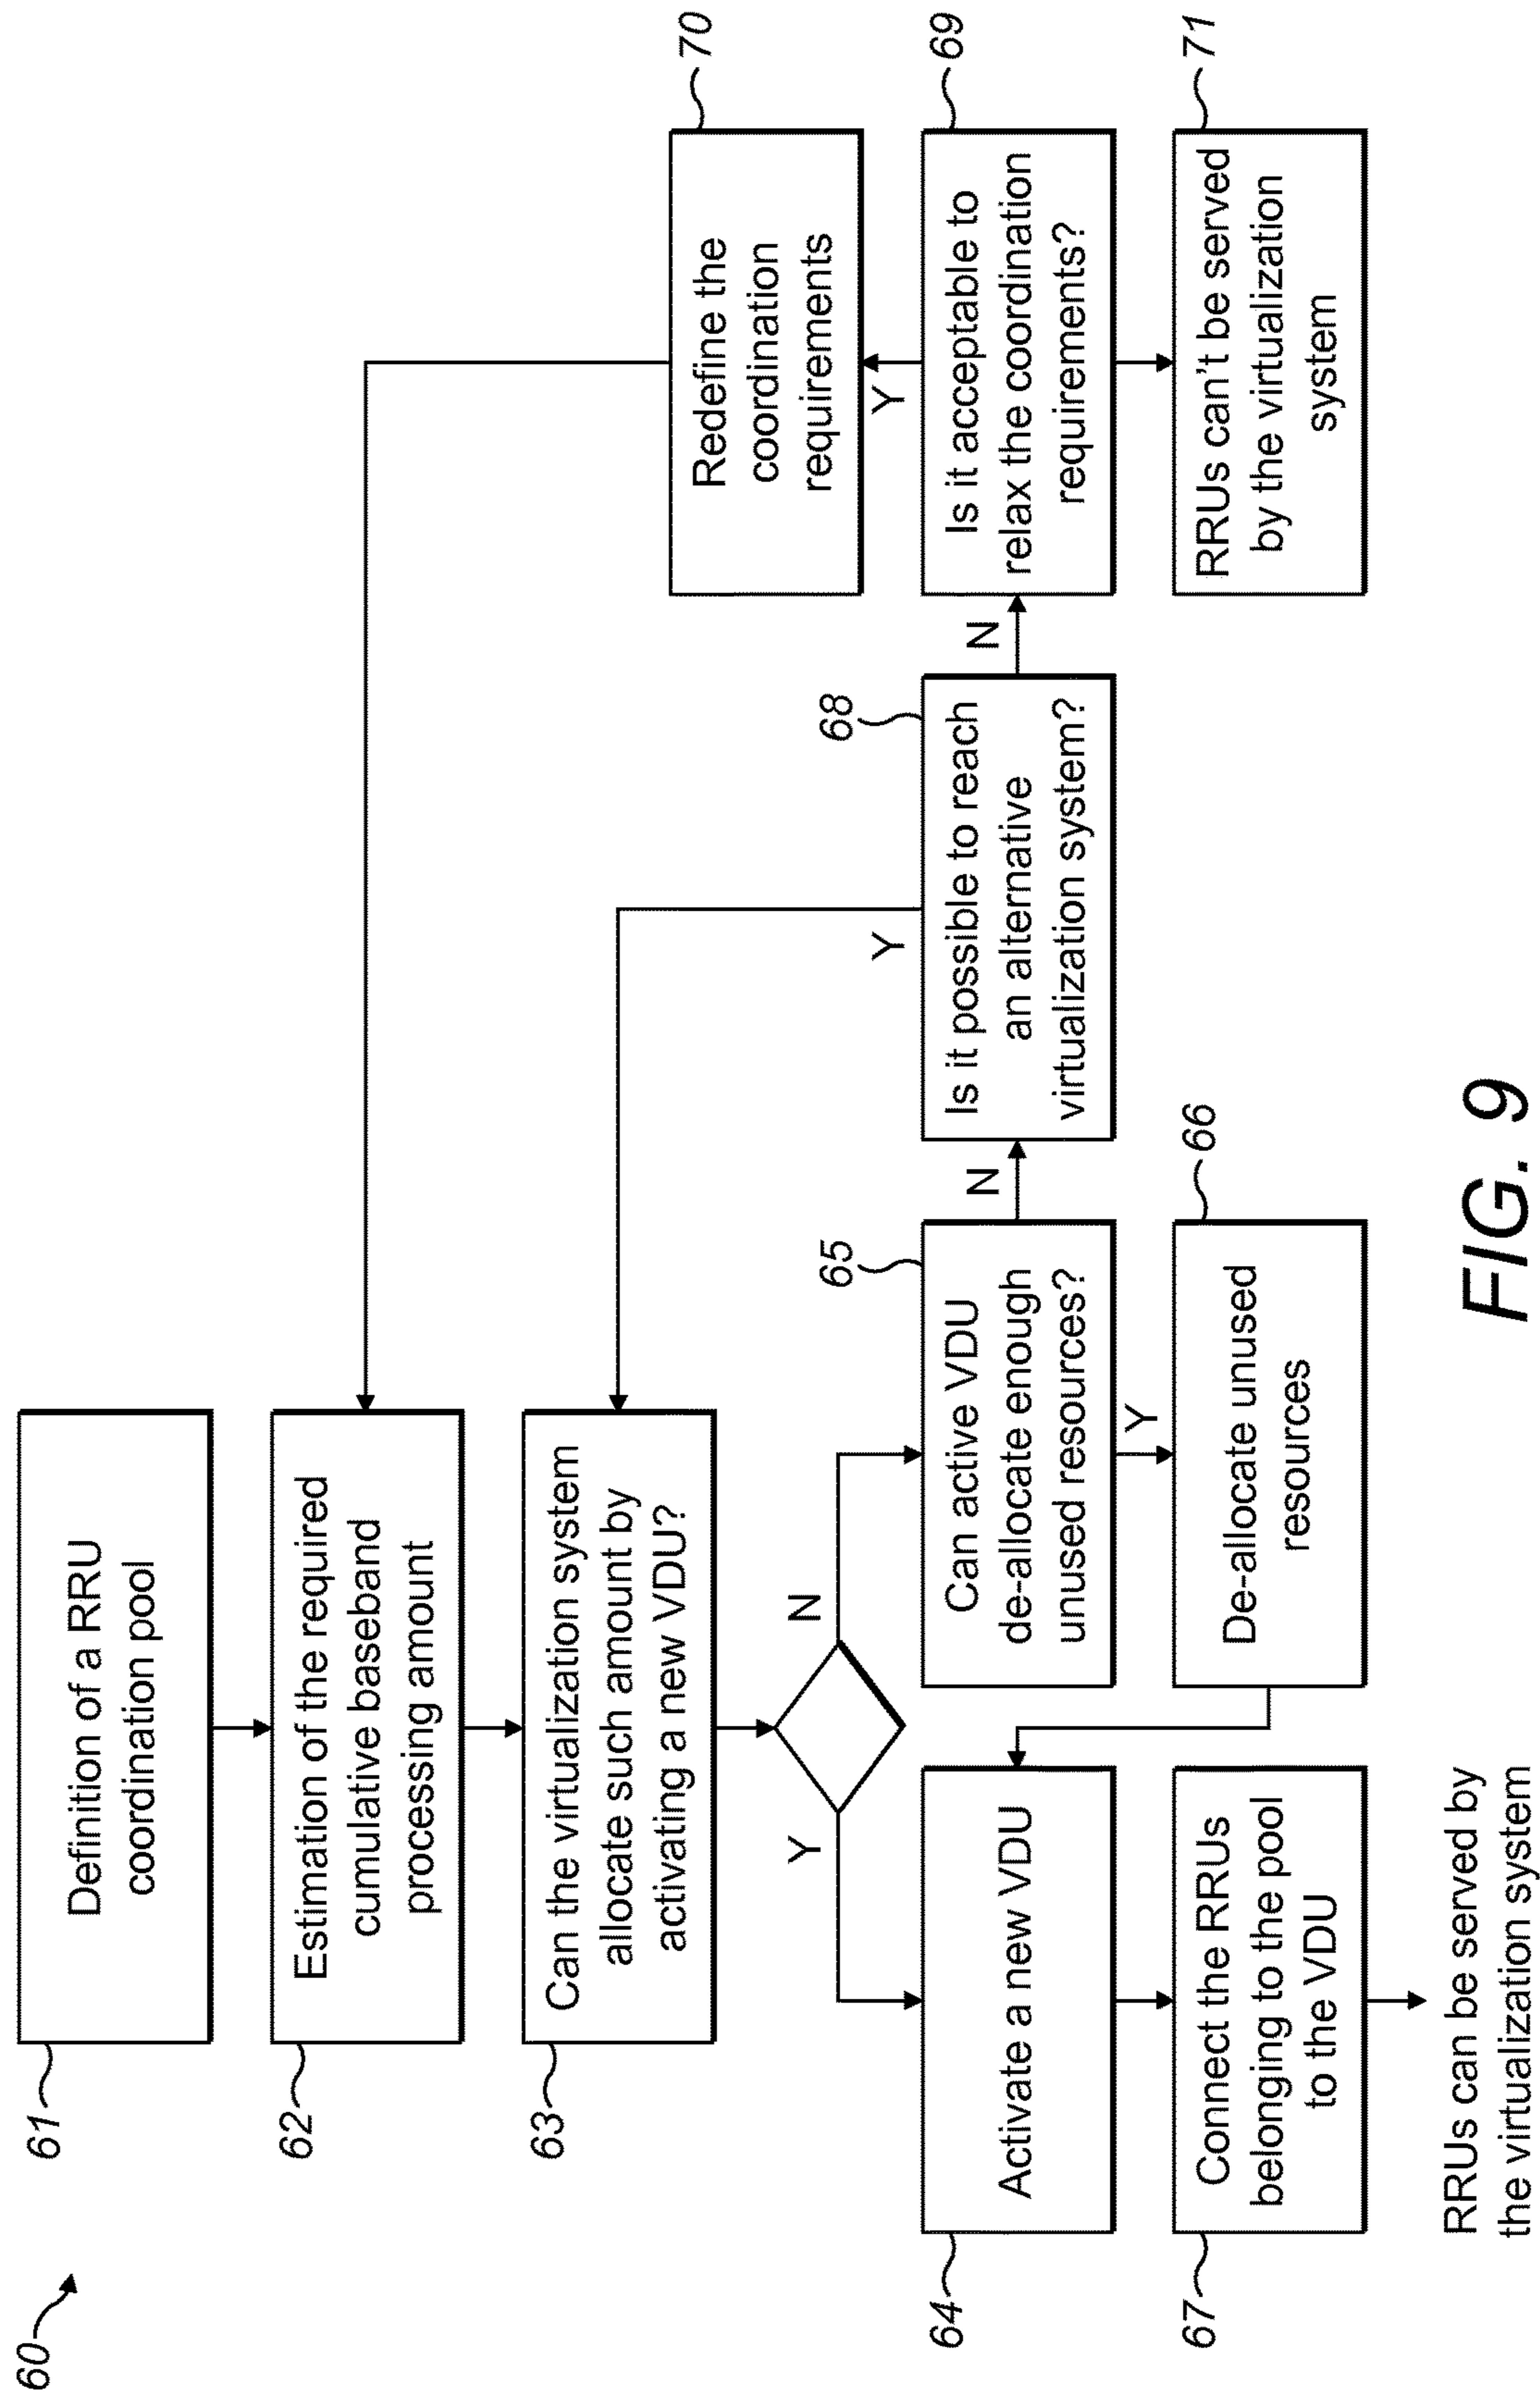 60
61
Definition of a RRU
coordination pool
62
Estimation of the required
cumulative baseband
processing amount
63
Can the virtualization system
allocate such amount by
activating a new VDU?
Y
N
64
Activate a new VDU
65
Can active VDU
de-allocate enough
unused resources?
N
Y
68
Is it possible to reach
an alternative
virtualization system?
Y
N
70
Redefine the
coordination
requirements
Y
69
Is it acceptable to
relax the coordination
requirements?
67
Connect the RRUs
belonging to the pool
to the VDU
66
De-allocate unused
resources
71
RRUs can't be served
by the virtualization
system
RRUs can be served by
the virtualization system
FIG. 9